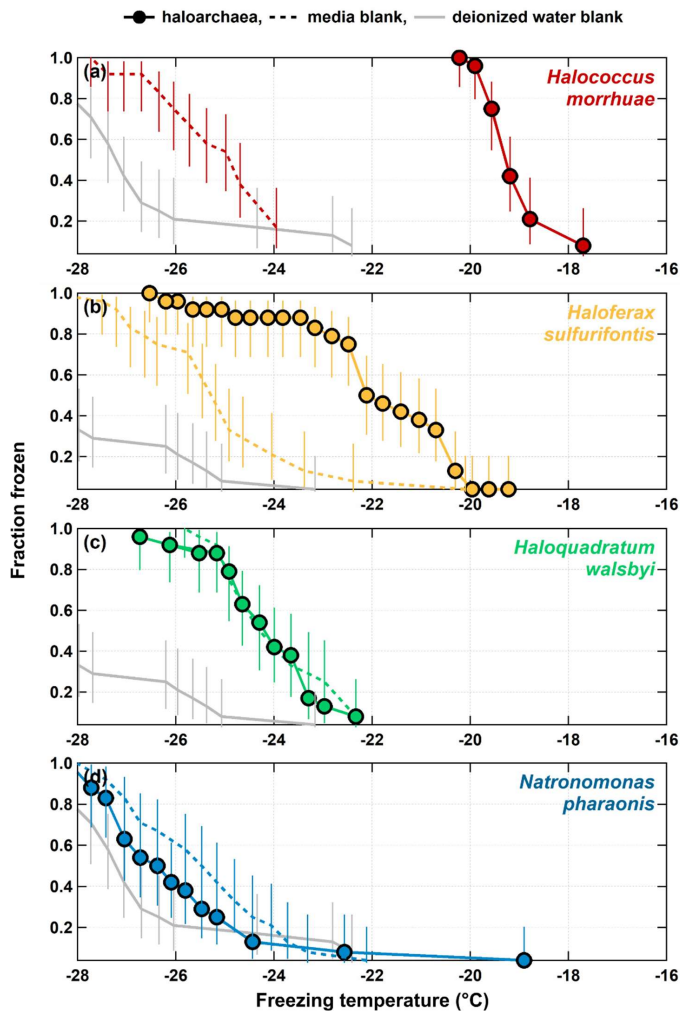 haloarchaea, media blank, deionized water blank
1.0
(a)
Halococcus
morrhuae
0.8
0.6
0.4
0.2
-28 -26 -24 -22 -20 -18 -16
1.0
(b)
Haloferax
sulfurifontis
0.8
0.6
0.4
0.2
-28 -26 -24 -22 -20 -18 -16
Fraction frozen
1.0
(c)
Haloquadratum
walsbyi
0.8
0.6
0.4
0.2
-28 -26 -24 -22 -20 -18 -16
1.0
(d)
Natronomonas
pharaonis
0.8
0.6
0.4
0.2
-28 -26 -24 -22 -20 -18 -16
Freezing temperature (°C)